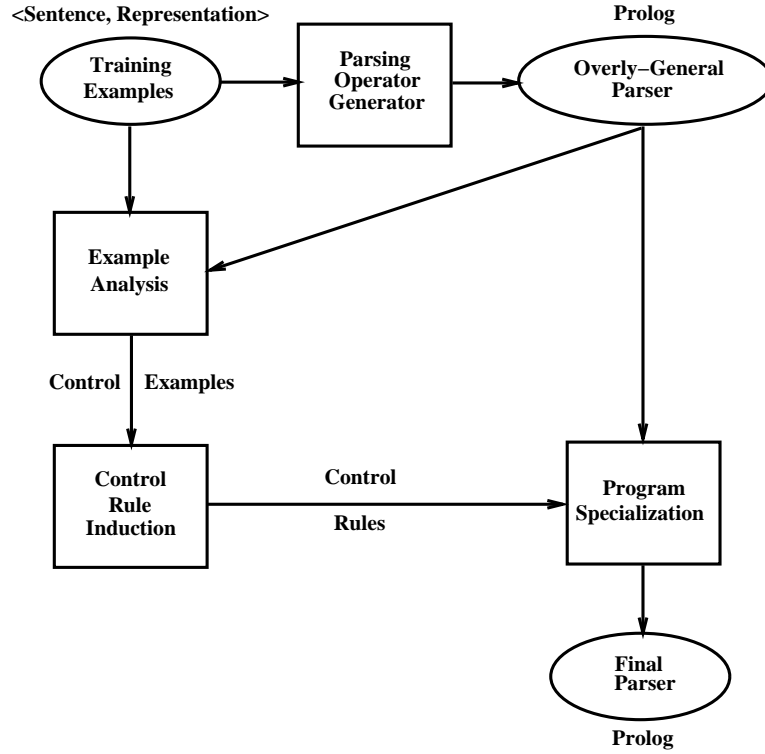 <Sentence, Representation>
Prolog
Training
Examples
Parsing
Operator
Generator
Overly–General
Parser
Example
Analysis
Control Examples
Control
Rule
Induction
Control
Rules
Program
Specialization
Final
Parser
Prolog